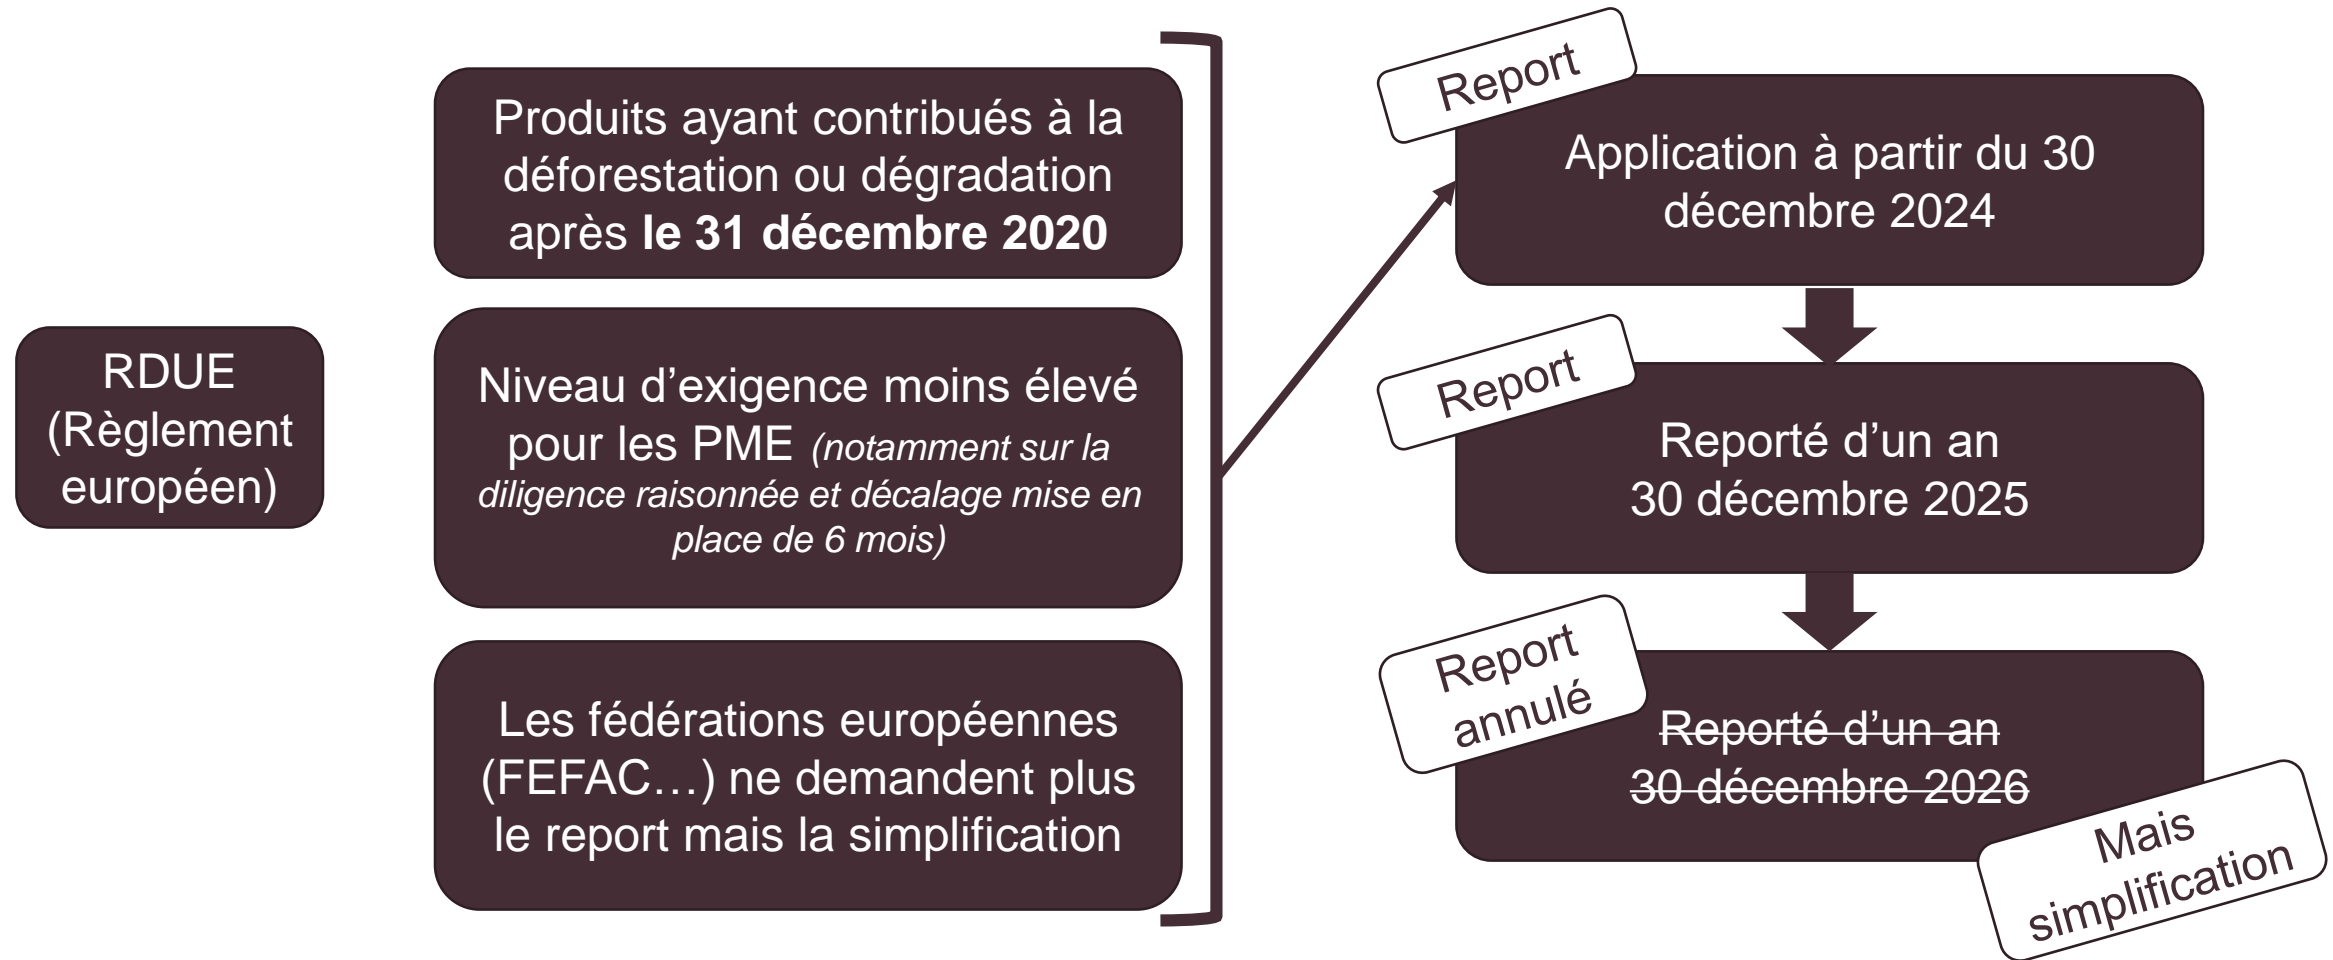 RDUE
(Règlement
européen)
Produits ayant contribués à la
déforestation ou dégradation
après le 31 décembre 2020
Niveau d’exigence moins élevé
pour les PME (notamment sur la
diligence raisonnée et décalage mise en
place de 6 mois)
Les fédérations européennes
(FEFAC…) ne demandent plus
le report mais la simplification
Report
Application à partir du 30
décembre 2024
Report
Reporté d’un an
30 décembre 2025
Report
annulé
Reporté d’un an
30 décembre 2026
Mais
simplification